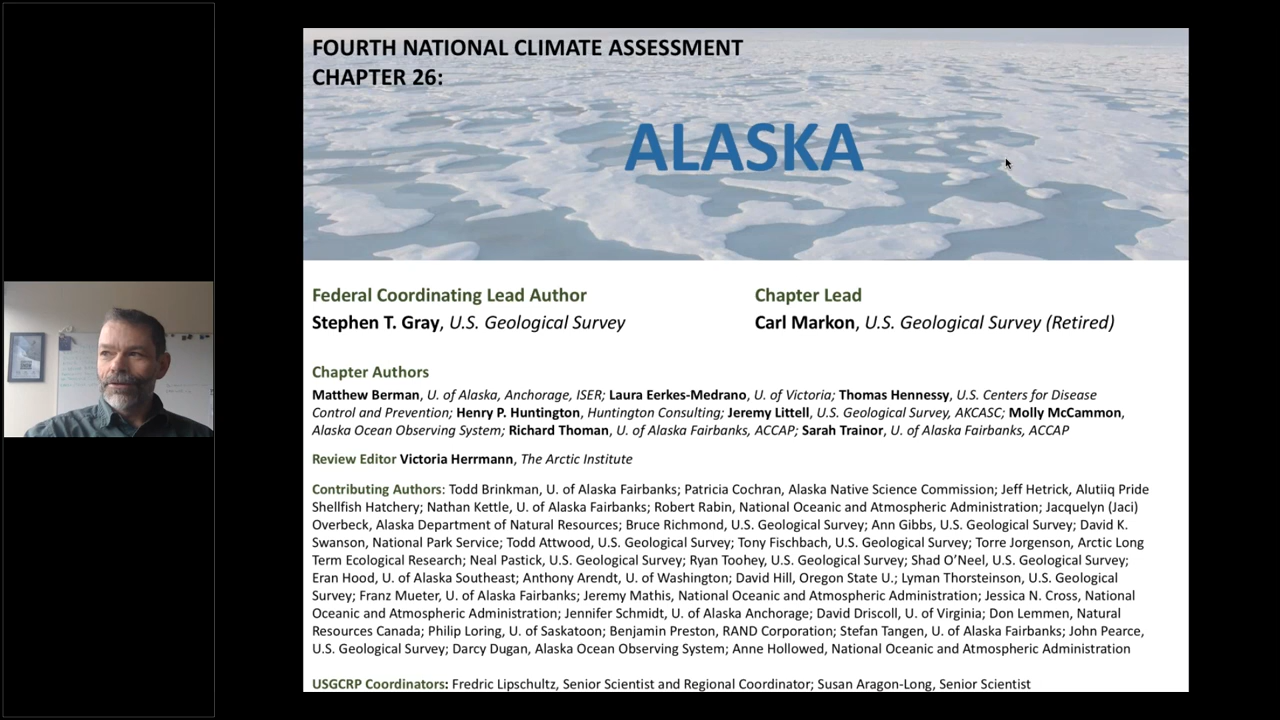 FOURTH NATIONAL CLIMATE ASSESSMENT
CHAPTER 26:
ALASKA
Federal Coordinating Lead Author
Stephen T. Gray, U.S. Geological Survey
Chapter Lead
Carl Markon, U.S. Geological Survey (Retired)
Chapter Authors
Matthew Berman, U. of Alaska, Anchorage, ISER; Laura Eerkes-Medrano, U. of Victoria; Thomas Hennessy, U.S. Centers for Disease
Control and Prevention; Henry P. Huntington, Huntington Consulting; Jeremy Littell, U.S. Geological Survey, AKCASC; Molly McCammon,
Alaska Ocean Observing System; Richard Thoman, U. of Alaska Fairbanks, ACCAP; Sarah Trainor, U. of Alaska Fairbanks, ACCAP
Review Editor Victoria Herrmann, The Arctic Institute
Contributing Authors: Todd Brinkman, U. of Alaska Fairbanks; Patricia Cochran, Alaska Native Science Commission; Jeff Hetrick, Alutiiq Pride
Shellfish Hatchery; Nathan Kettle, U. of Alaska Fairbanks; Robert Rabin, National Oceanic and Atmospheric Administration; Jacquelyn (Jaci)
Overbeck, Alaska Department of Natural Resources; Bruce Richmond, U.S. Geological Survey; Ann Gibbs, U.S. Geological Survey; David K.
Swanson, National Park Service; Todd Attwood, U.S. Geological Survey; Tony Fischbach, U.S. Geological Survey; Torre Jorgenson, Arctic Long
Term Ecological Research; Neal Pastick, U.S. Geological Survey; Ryan Toohey, U.S. Geological Survey; Shad O’Neel, U.S. Geological Survey;
Eran Hood, U. of Alaska Southeast; Anthony Arendt, U. of Washington; David Hill, Oregon State U.; Lyman Thorsteinson, U.S. Geological
Survey; Franz Mueter, U. of Alaska Fairbanks; Jeremy Mathis, National Oceanic and Atmospheric Administration; Jessica N. Cross, National
Oceanic and Atmospheric Administration; Jennifer Schmidt, U. of Alaska Anchorage; David Driscoll, U. of Virginia; Don Lemmen, Natural
Resources Canada; Philip Loring, U. of Saskatoon; Benjamin Preston, RAND Corporation; Stefan Tangen, U. of Alaska Fairbanks; John Pearce,
U.S. Geological Survey; Darcy Dugan, Alaska Ocean Observing System; Anne Hollowed, National Oceanic and Atmospheric Administration
USGCRP Coordinators: Fredric Lipschultz, Senior Scientist and Regional Coordinator; Susan Aragon-Long, Senior Scientist